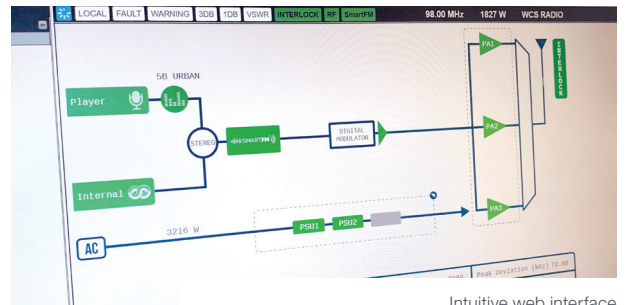 LOCAL FAULT WARNING 3DB 1DB VSWR INTERLOCK RF SmartFM 98.00 MHz 1827 W WCS RADIO
5B URBAN
Player
STEREO
SMARTFM
DIGITAL
MODULATOR
Internal
PA1
PA2
PA3
INTERLOCK
3216 W
AC
PSU1 PSU2
Peak Deviation (kHz) 72.88
Intuitive web interface